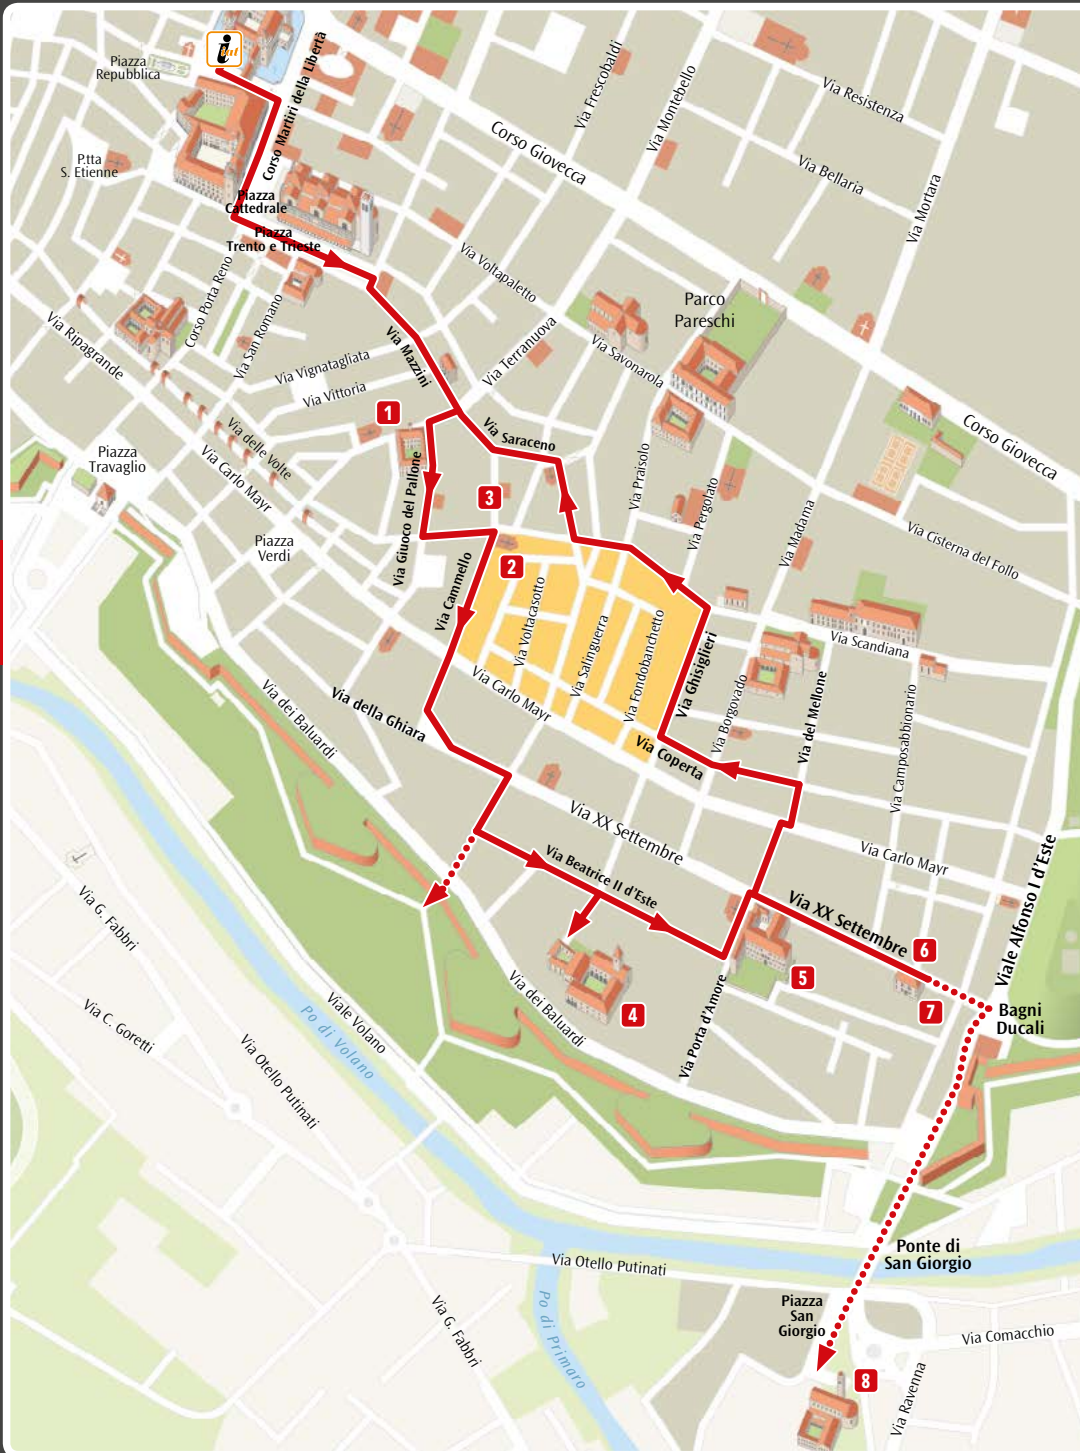 i
iat
Piazza
Repubblica
Corso Martiri della Libertà
P.tta
S. Etienne
Piazza
Cattedrale
Piazza
Trento e Trieste
Via Frescobaldi
Via Montebello
Corso Giovecca
Via Resistenza
Via Bellaria
Via Mortara
Via Voltapaletto
Parco
Pareschi
Corso Porta Reno
Via San Romano
Via Ripagrande
Via Vignatagliata
Via Vittoria
Via Mazzini
Via Terranuova
Via Savonarola
1
Via Saraceno
Corso Giovecca
Piazza
Travaglio
Via delle Volte
Via Carlo Mayr
Via Giuoco del Pallone
3
Via Praisolo
Via Pergolato
Via Madama
Via Cisterna del Follo
Piazza
Verdi
2
Via Cammello
Via Voltacasotto
Via Salinguerra
Via Fondobanchetto
Via Ghisiglieri
Via Scandiana
Via Carlo Mayr
Via Borgovado
Via del Mellone
Via Camposabbionario
Via dei Baluardi
Via della Ghiara
Via Coperta
Via XX Settembre
Via Beatrice II d'Este
Via Carlo Mayr
Viale Alfonso I d'Este
Via XX Settembre
6
5
7
4
Bagni
Ducali
Via G. Fabbri
Via C. Goretti
Via Otello Putinati
Po di Volano
Viale Volano
Via dei Baluardi
Via Porta d'Amore
Ponte di
San Giorgio
Via Otello Putinati
Piazza
San
Giorgio
Via G. Fabbri
Po di Primaro
Via Comacchio
8
Via Ravenna